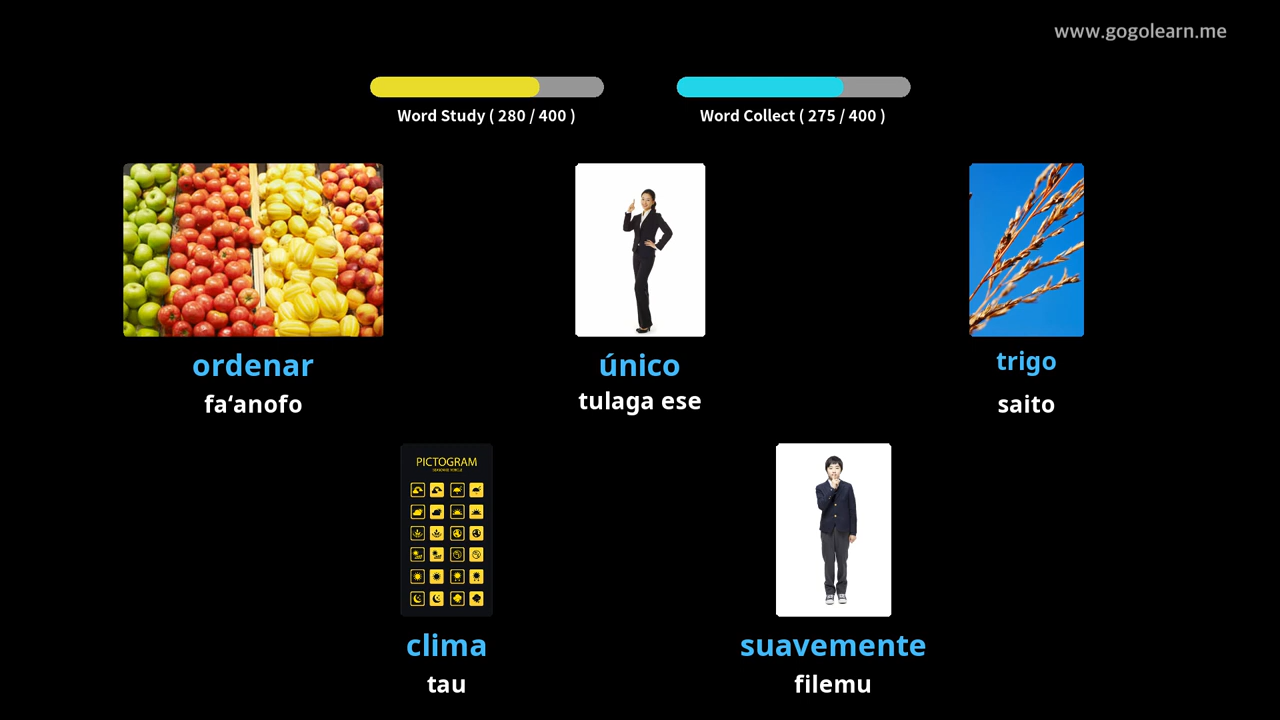 www.gogolearn.me
Word Study ( 280 / 400 )
Word Collect ( 275 / 400 )
ordenar
fa‘anofo
único
tulaga ese
trigo
saito
PICTOGRAM
clima
tau
suavemente
filemu